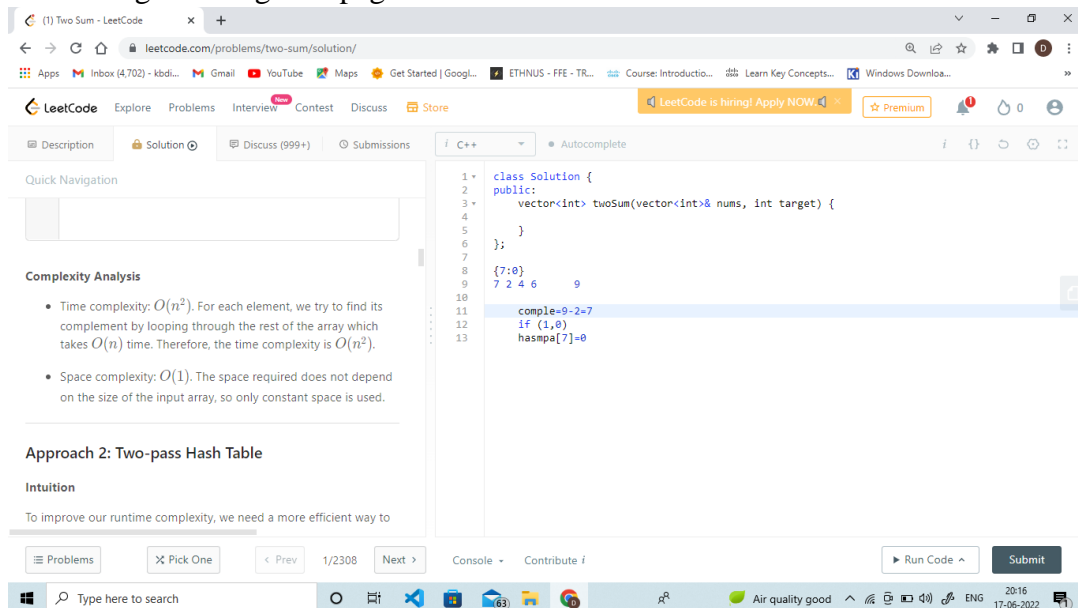 (1) Two Sum - LeetCode
leetcode.com/problems/two-sum/solution/
Apps Inbox (4,702) - kbdi... Gmail YouTube Maps Get Started | Googl... ETHNUS - FFE - TR... Course: Introductio... Learn Key Concepts... Windows Downloa... »
LeetCode Explore Problems Interview New Contest Discuss Store LeetCode is hiring! Apply NOW. × Premium 0
Description Solution Discuss (999+) Submissions i C++ Autocomplete
Quick Navigation
1 class Solution {
2 public:
3 vector<int> twoSum(vector<int>& nums, int target) {
4
5 }
6 };
7
8 {7:0}
9 7 2 4 6 9
10
11 comple=9-2=7
12 if (1,0)
13 hasmpa[7]=0
Complexity Analysis
• Time complexity: O(n²). For each element, we try to find its
complement by looping through the rest of the array which
takes O(n) time. Therefore, the time complexity is O(n²).
• Space complexity: O(1). The space required does not depend
on the size of the input array, so only constant space is used.
Approach 2: Two-pass Hash Table
Intuition
To improve our runtime complexity, we need a more efficient way to
Problems Pick One < Prev 1/2308 Next > Console Contribute i Run Code Submit
Type here to search 63 Air quality good ENG 20:16
17-06-2022